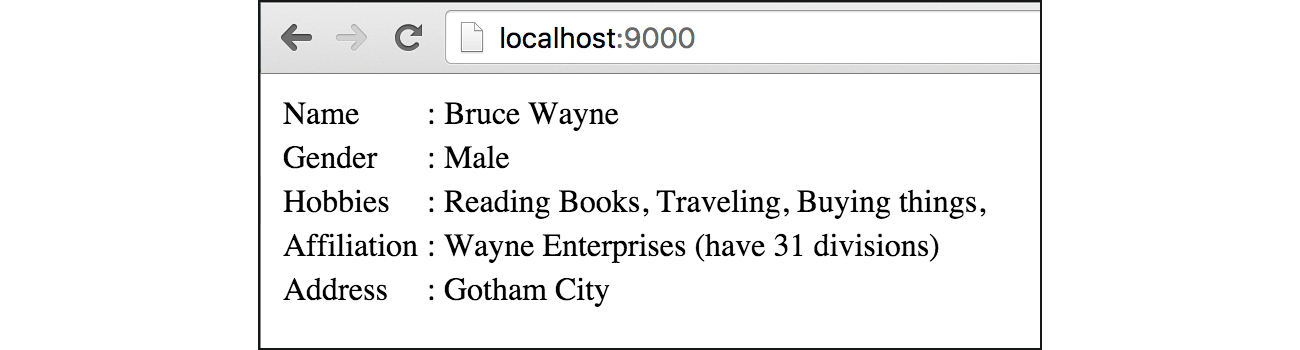 localhost:9000
Name : Bruce Wayne
Gender : Male
Hobbies : Reading Books, Traveling, Buying things,
Affiliation : Wayne Enterprises (have 31 divisions)
Address : Gotham City